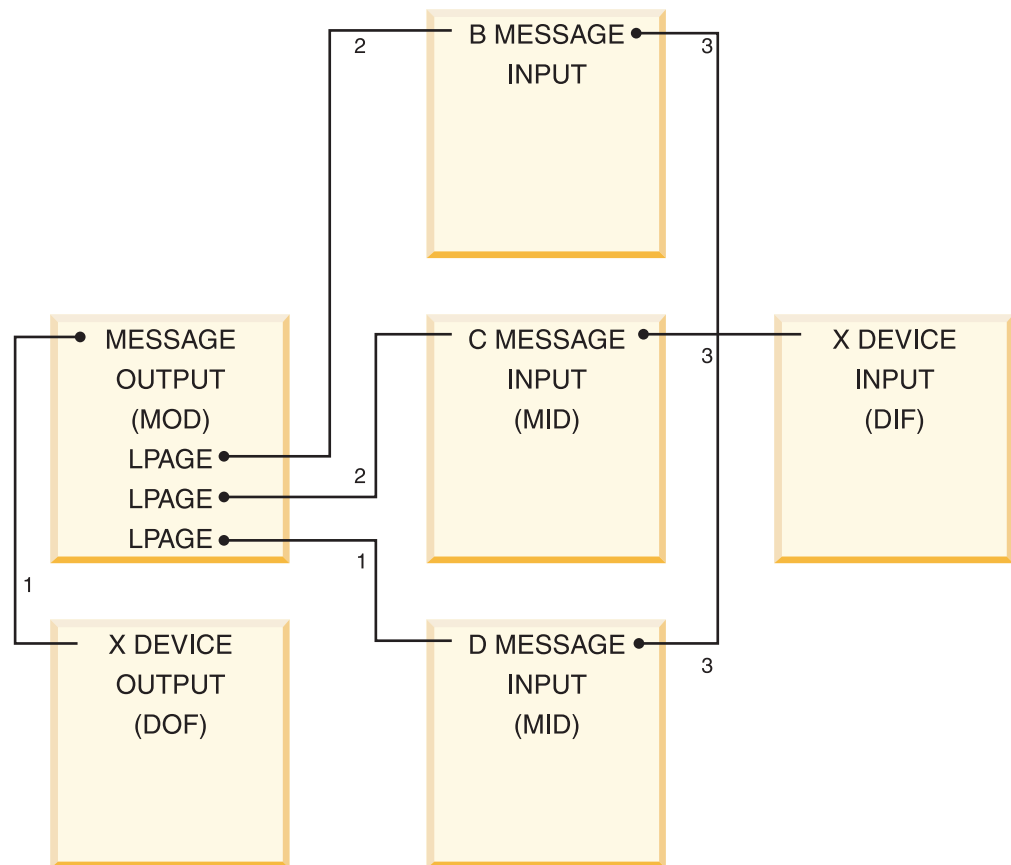 2
B MESSAGE
INPUT
3
MESSAGE
OUTPUT
(MOD)
LPAGE
LPAGE
LPAGE
2
C MESSAGE
INPUT
(MID)
3
X DEVICE
INPUT
(DIF)
1
1
X DEVICE
OUTPUT
(DOF)
D MESSAGE
INPUT
(MID)
3